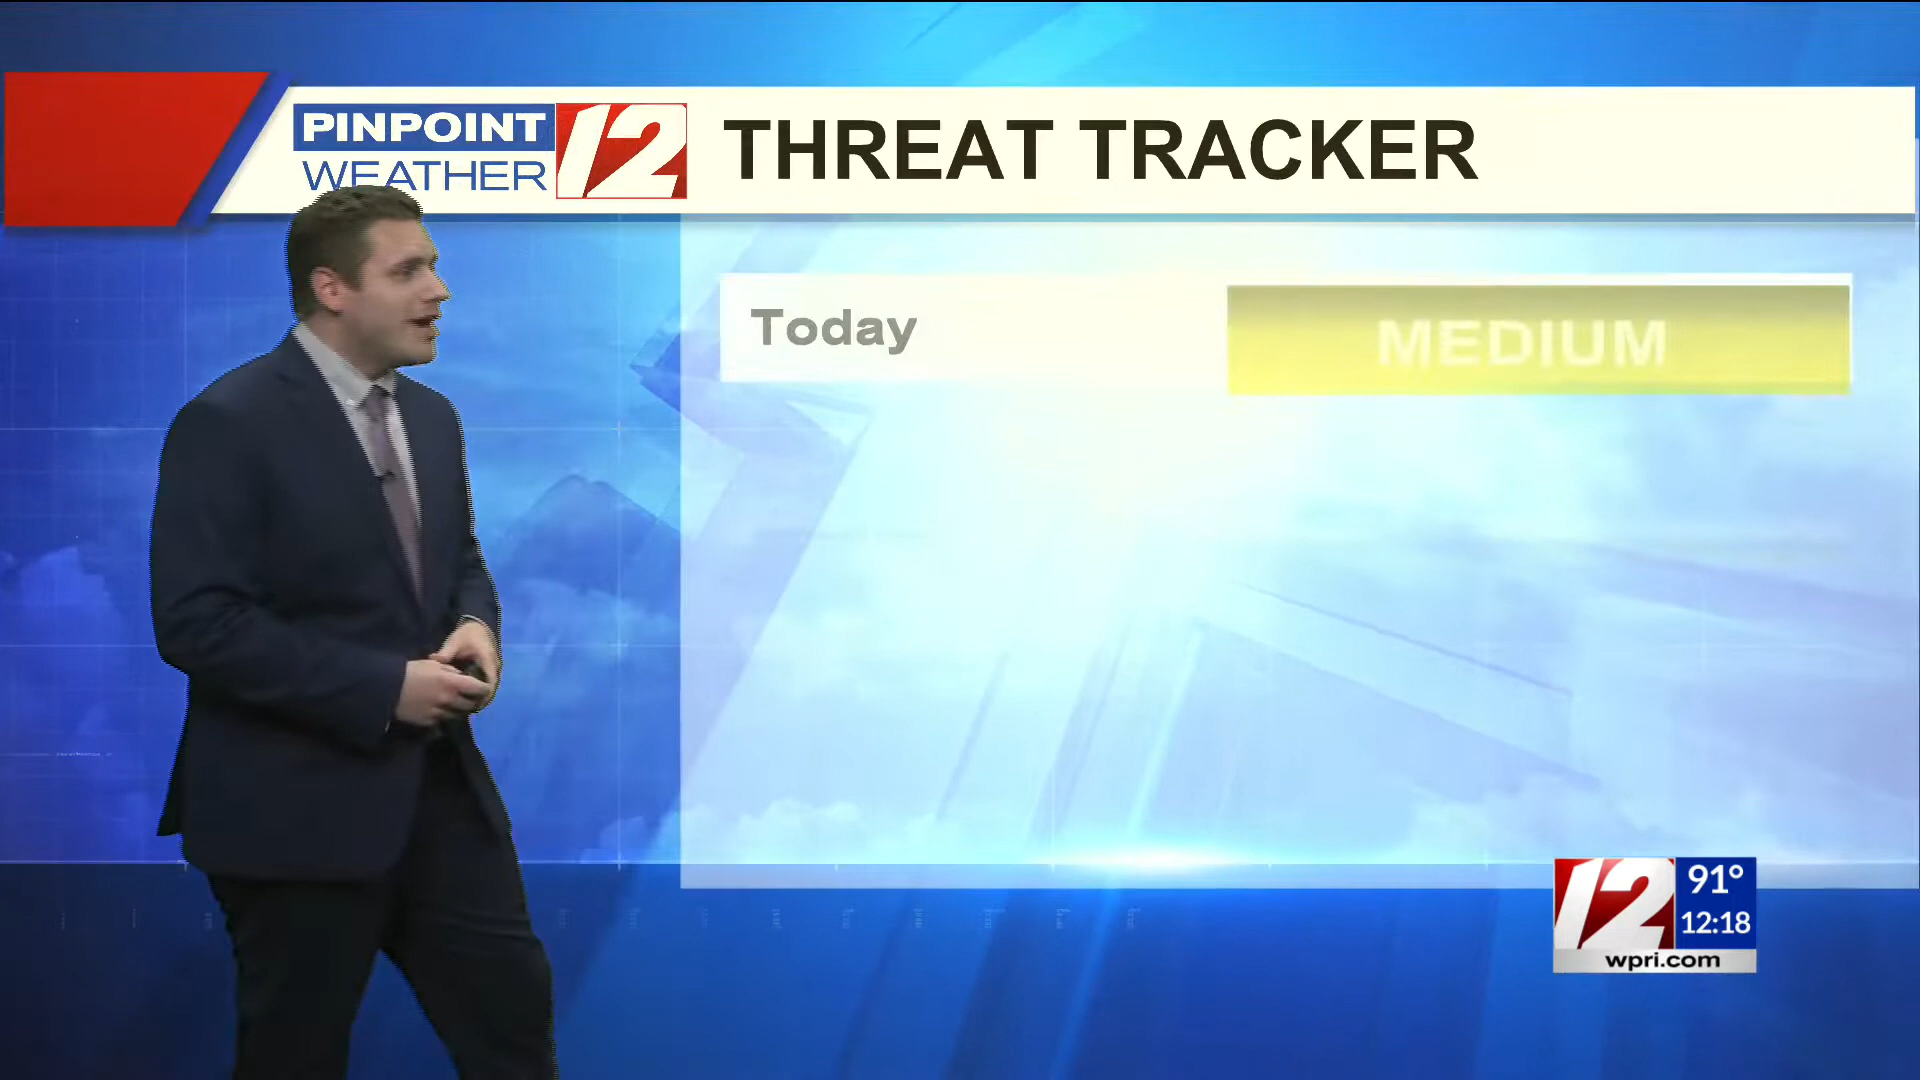 PINPOINT
WEATHER
12
THREAT TRACKER
Today
MEDIUM
12
91°
12:18
wpri.com